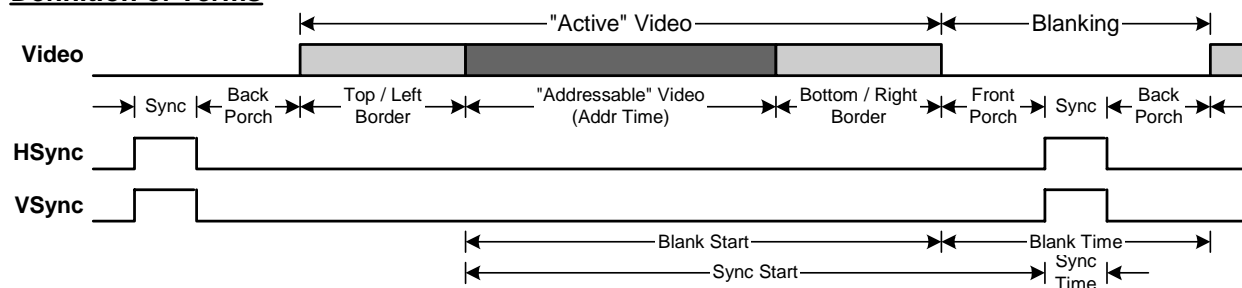 Definition of Terms
"Active" Video
Blanking
Video
Sync
Back
Porch
Top / Left
Border
"Addressable" Video
(Addr Time)
Bottom / Right
Border
Front
Porch
Sync
Back
Porch
HSync
VSync
Blank Start
Blank Time
Sync Start
Sync
Time